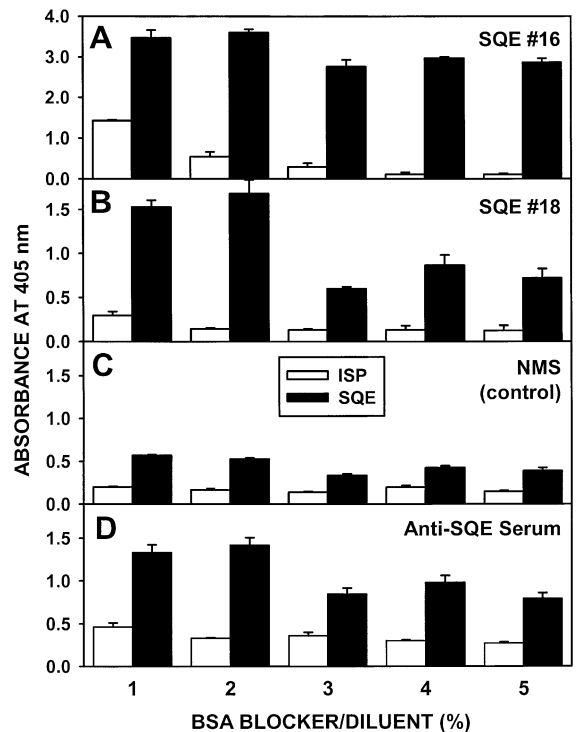 ABSORBANCE AT 405 nm
A
SQE #16
4.0
3.0
2.0
1.0
0.0
B
SQE #18
1.5
1.0
0.5
0.0
C
ISP
SQE
NMS
(control)
1.5
1.0
0.5
0.0
D
Anti-SQE Serum
1.5
1.0
0.5
0.0
1 2 3 4 5
BSA BLOCKER/DILUENT (%)